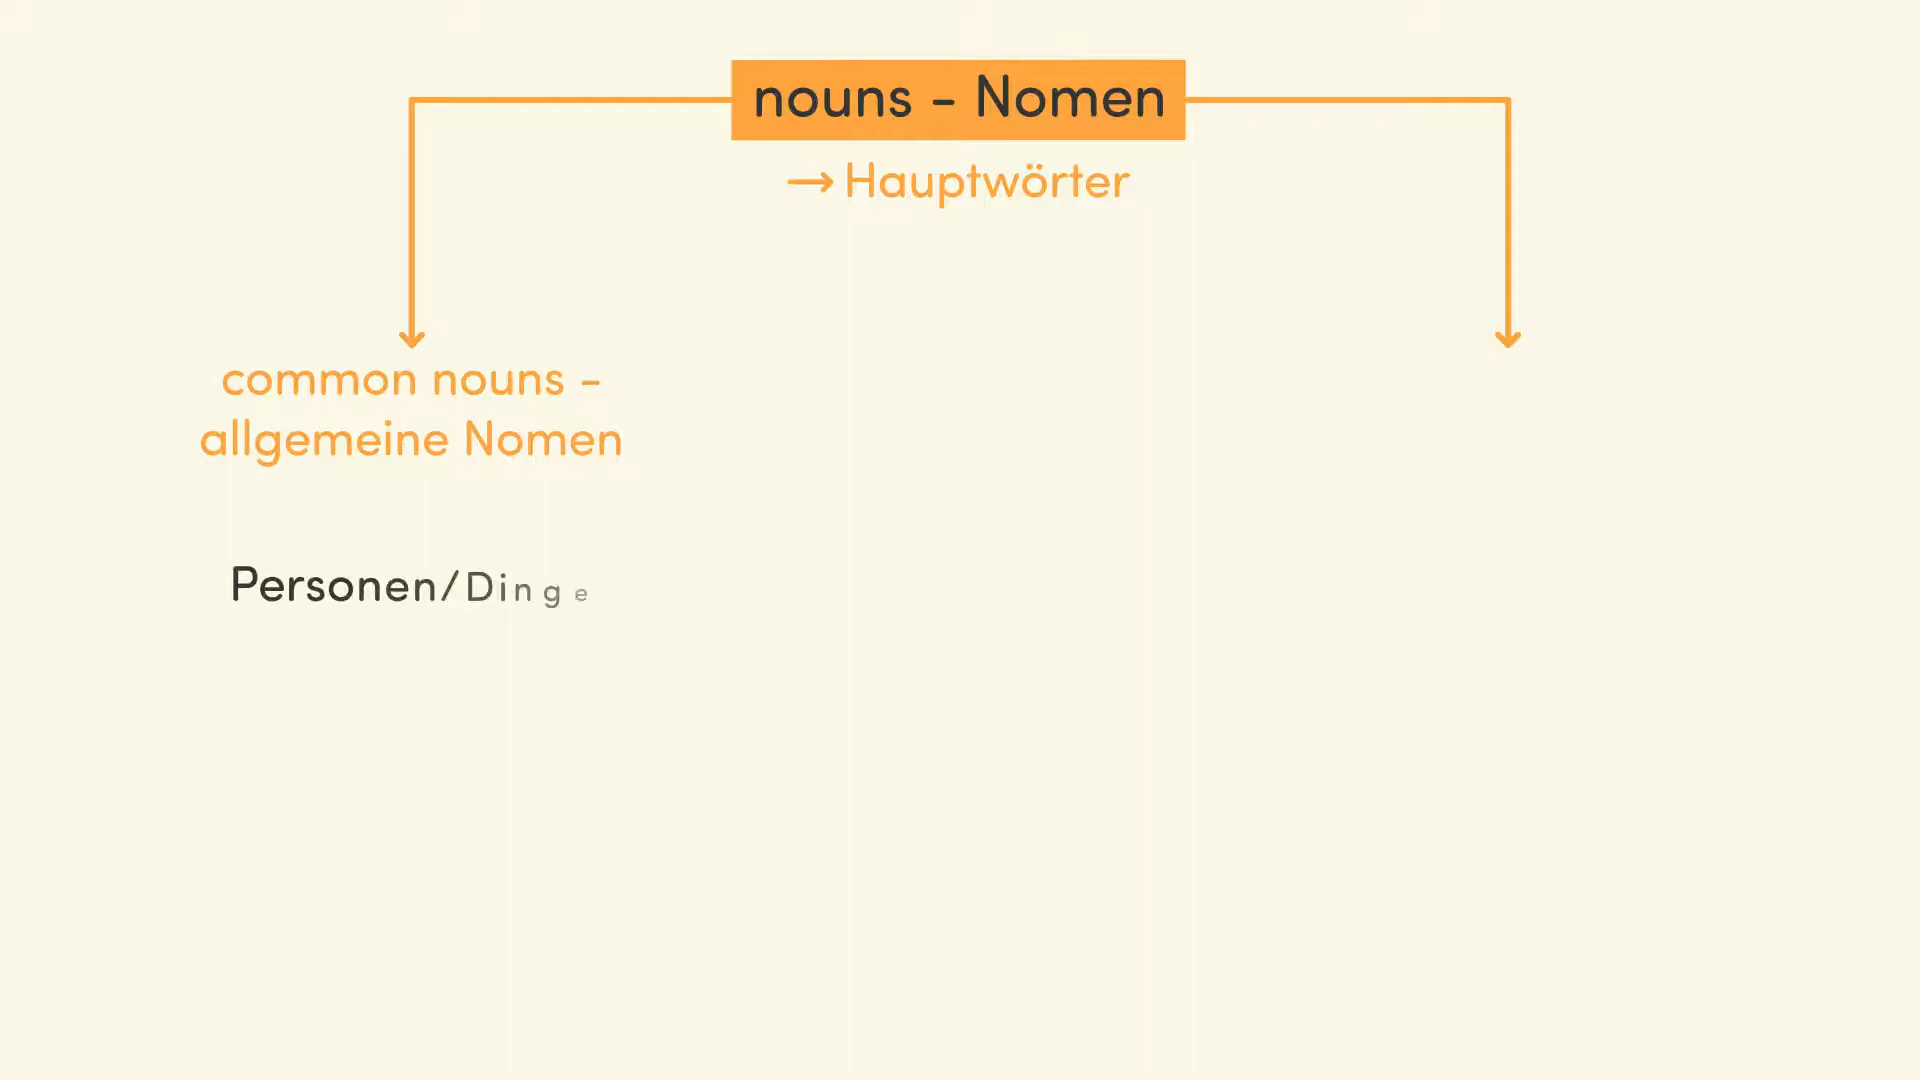 nouns - Nomen
→ Hauptwörter
common nouns -
allgemeine Nomen
Personen/Dinge